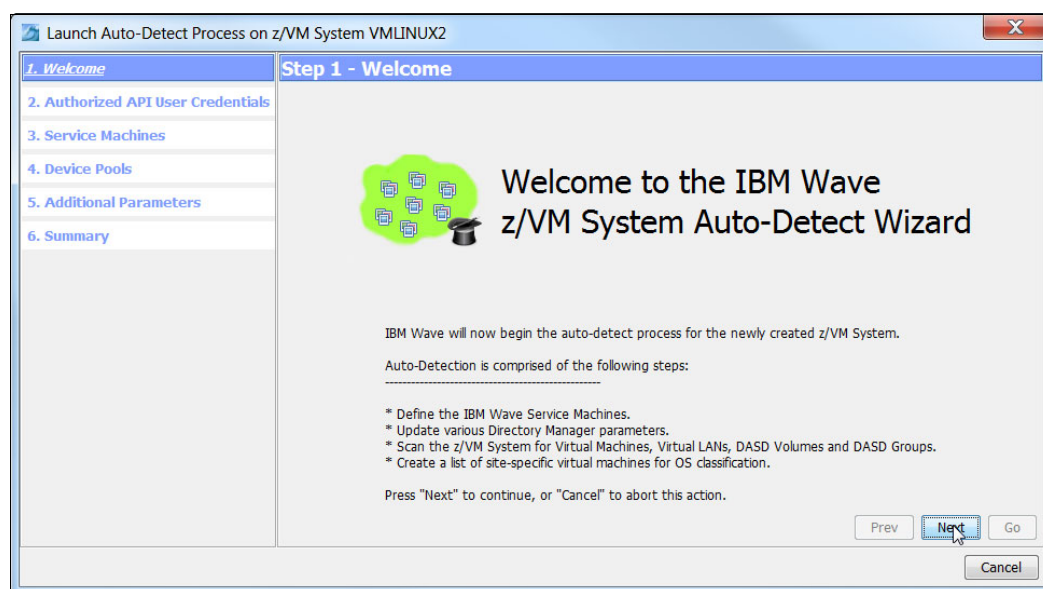 Launch Auto-Detect Process on z/VM System VMLINUX2
X
1. Welcome
2. Authorized API User Credentials
3. Service Machines
4. Device Pools
5. Additional Parameters
6. Summary
Step 1 - Welcome
Welcome to the IBM Wave
z/VM System Auto-Detect Wizard
IBM Wave will now begin the auto-detect process for the newly created z/VM System.
Auto-Detection is comprised of the following steps:
--------------------------------------------------
* Define the IBM Wave Service Machines.
* Update various Directory Manager parameters.
* Scan the z/VM System for Virtual Machines, Virtual LANs, DASD Volumes and DASD Groups.
* Create a list of site-specific virtual machines for OS classification.
Press "Next" to continue, or "Cancel" to abort this action.
Prev Next Go
Cancel